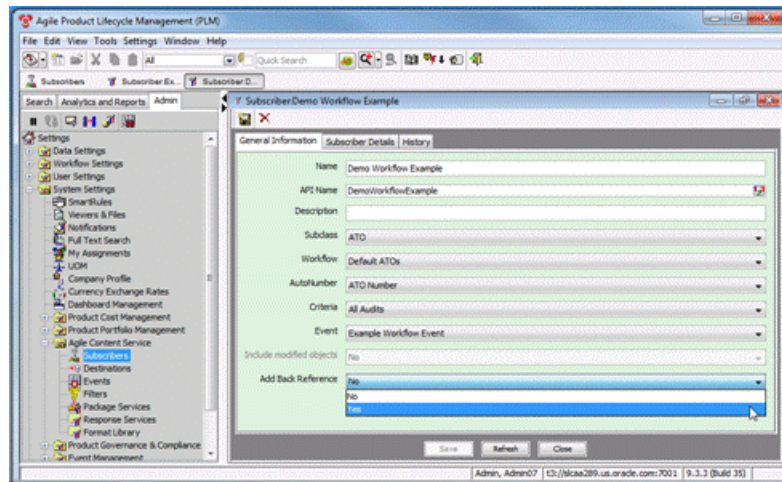 Agile Product Lifecycle Management (PLM)
File Edit View Tools Settings Window Help
All
Quick Search
Subscribers Subscriber:Ex... Subscriber:D...
Search Analytics and Reports Admin
Settings
Data Settings
Workflow Settings
User Settings
System Settings
SmartRules
Viewers & Files
Notifications
Full Text Search
My Assignments
UOM
Company Profile
Currency Exchange Rates
Dashboard Management
Product Cost Management
Product Portfolio Management
Agile Content Service
Subscribers
Destinations
Events
Filters
Package Services
Response Services
Format Library
Product Governance & Compliance
Event Management
Subscriber:Demo Workflow Example
General Information Subscriber Details History
Name Demo Workflow Example
API Name DemoWorkflowExample
Description
Subclass ATO
Workflow Default ATOs
AutoNumber ATO Number
Criteria All Audits
Event Example Workflow Event
Include modified objects No
Add Back Reference No
No
Yes
Save Refresh Close
Admin, Admin07 t3://slcaa289.us.oracle.com:7001 9.3.3 (Build 35)